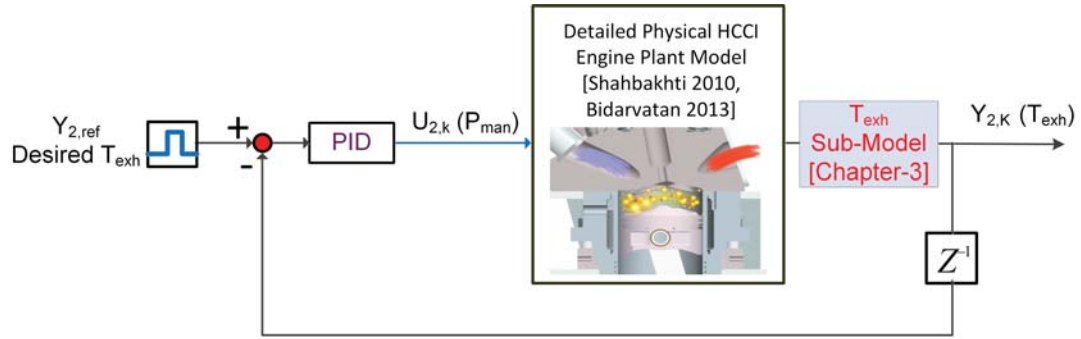 Y2,ref
Desired Texh
+
-
PID
U2,k (Pman)
Detailed Physical HCCI
Engine Plant Model
[Shahbakhti 2010,
Bidarvatan 2013]
Texh
Sub-Model
[Chapter-3]
Y2,K (Texh)
Z-1